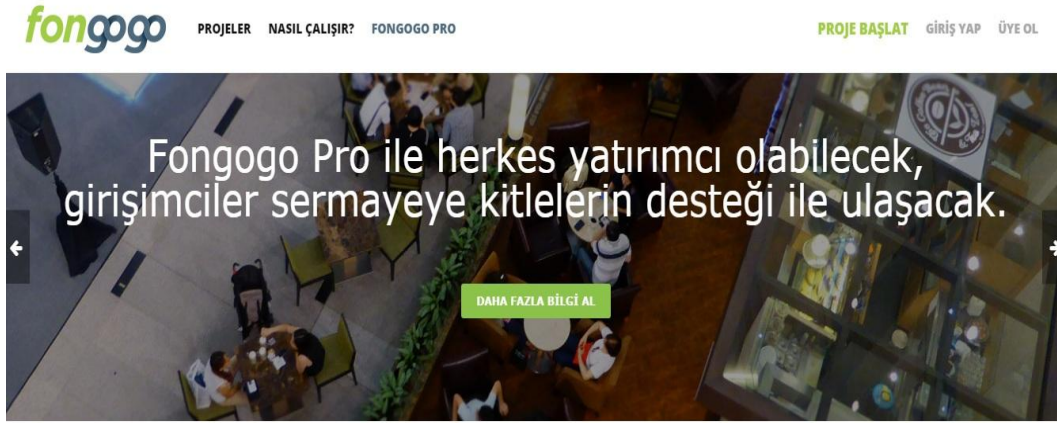 fongogo
PROJELER NASIL ÇALIŞIR? FONGOGO PRO
PROJE BAŞLAT GİRİŞ YAP ÜYE OL
Fongogo Pro ile herkes yatırımcı olabilecek,
girişimciler sermayeye kitlelerin desteği ile ulaşacak.
DAHA FAZLA BİLGİ AL